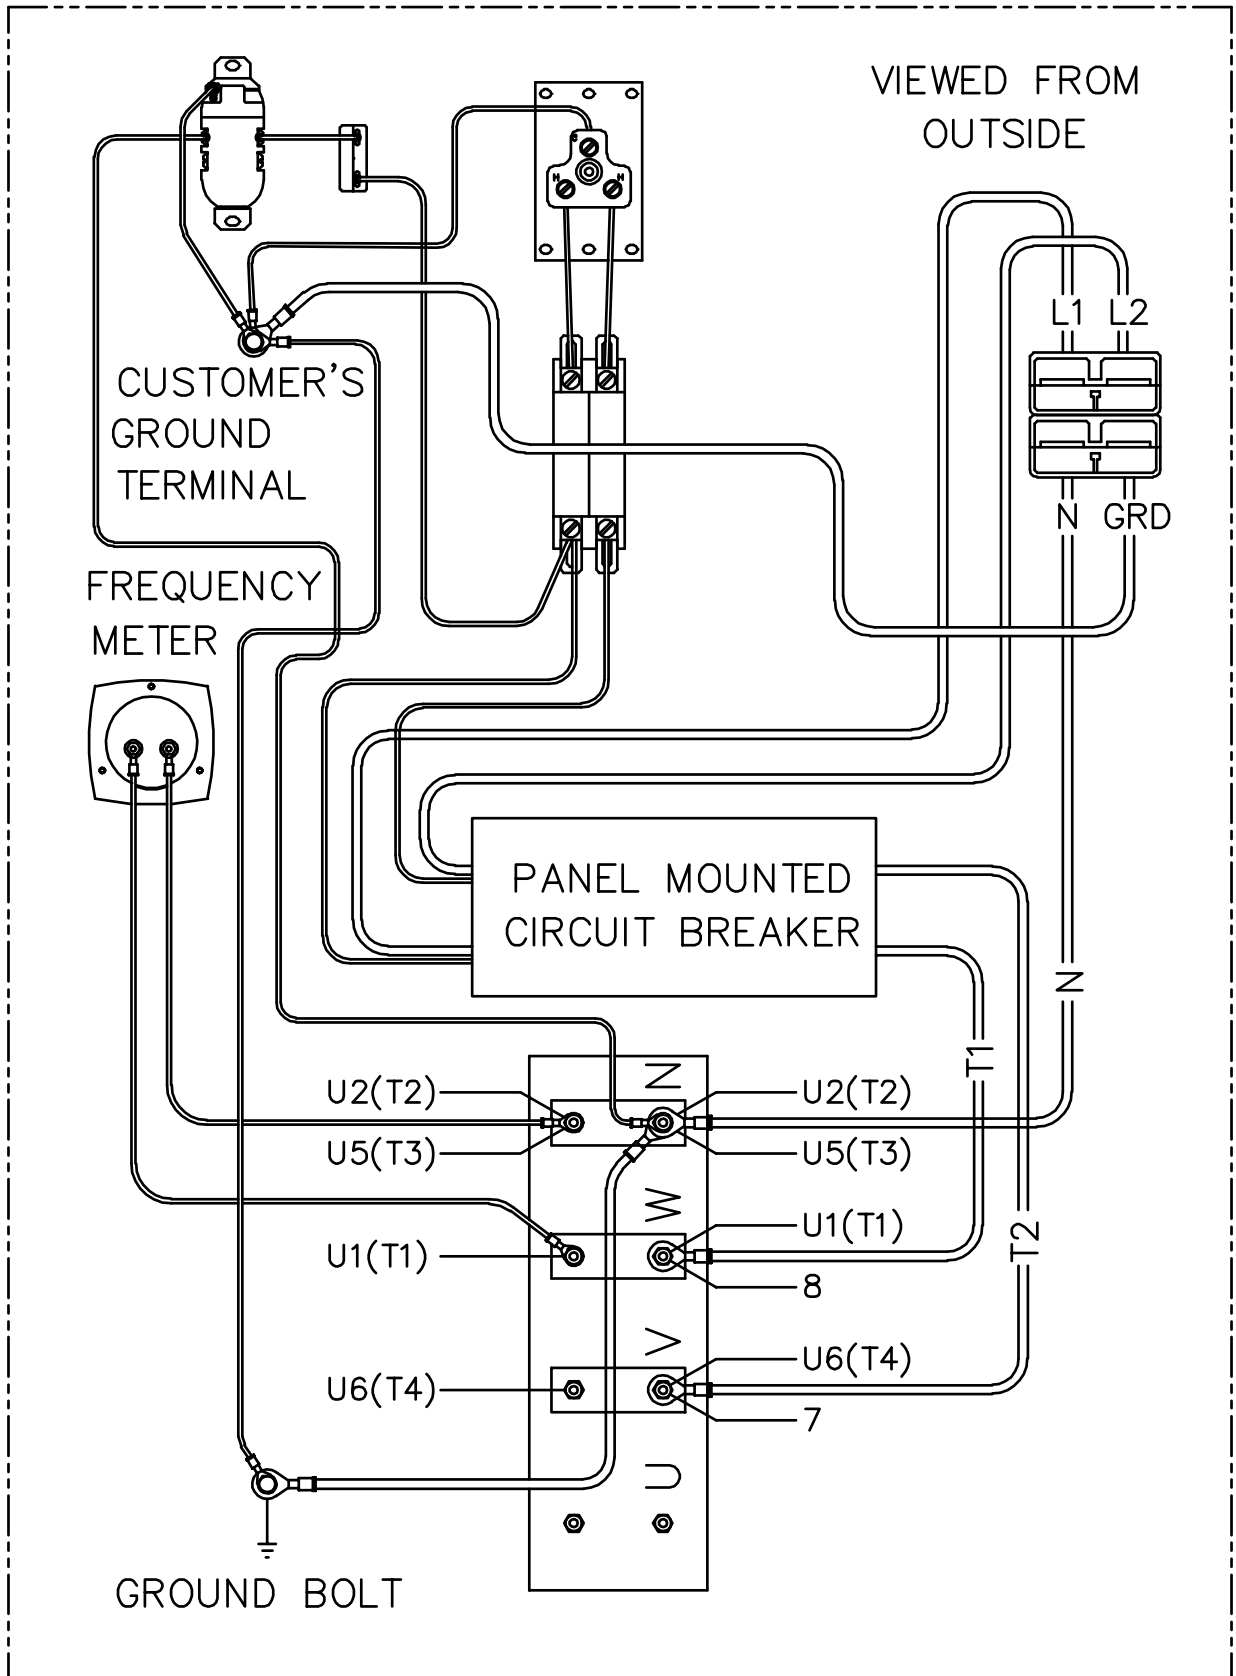 VIEWED FROM
OUTSIDE
G
H H
L1 L2
CUSTOMER'S
GROUND
TERMINAL
N GRD
FREQUENCY
METER
PANEL MOUNTED
CIRCUIT BREAKER
N
T1
N
U2(T2) U2(T2)
U5(T3) U5(T3)
W
U1(T1) U1(T1)
T2
8
V
U6(T4) U6(T4)
7
U
GROUND BOLT